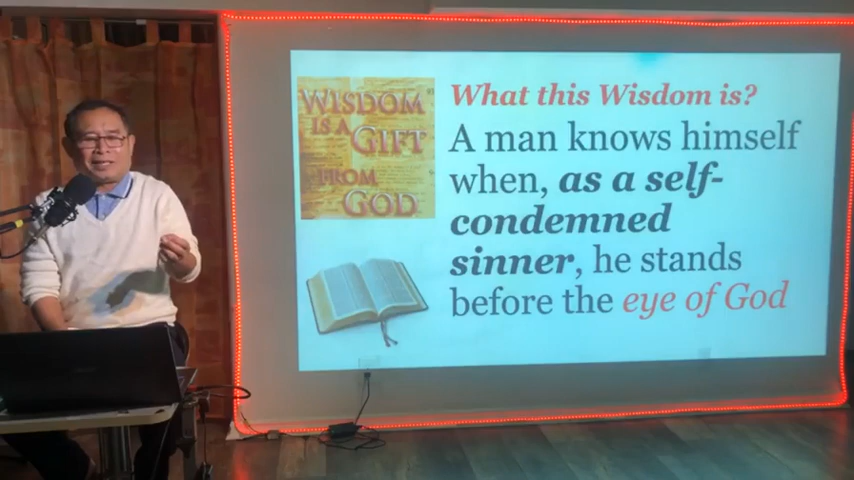 WISDOM
IS A
GIFT
FROM
GOD
What this Wisdom is?
A man knows himself
when, as a self-
condemned
sinner, he stands
before the eye of God